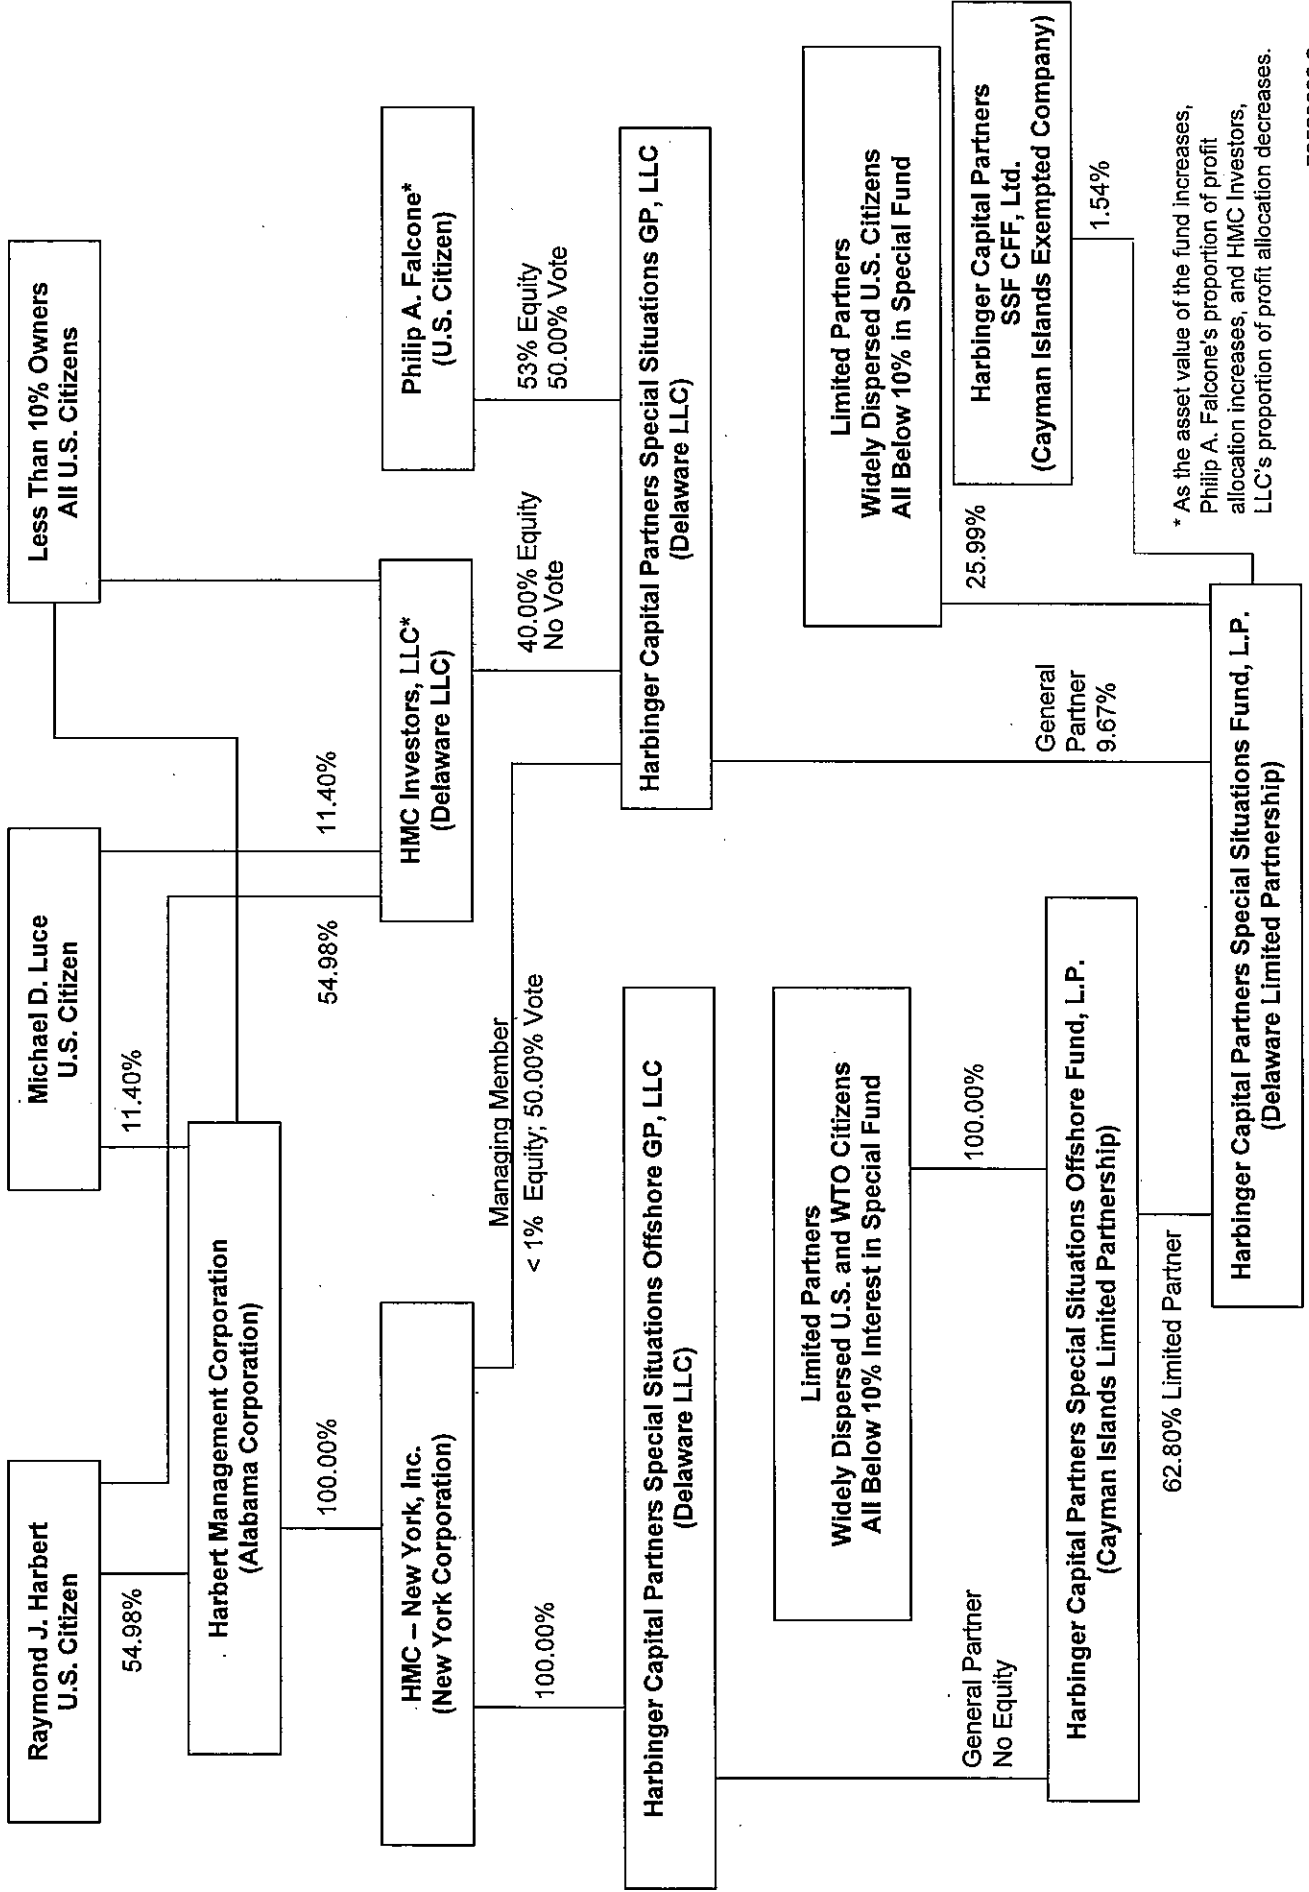 Raymond J. Harbert
U.S. Citizen
Michael D. Luce
U.S. Citizen
Less Than 10% Owners
All U.S. Citizens
54.98%
11.40%
Harbert Management Corporation
(Alabama Corporation)
100.00%
54.98%
11.40%
HMC – New York, Inc.
(New York Corporation)
HMC Investors, LLC*
(Delaware LLC)
Philip A. Falcone*
(U.S. Citizen)
100.00%
Managing Member
< 1% Equity; 50.00% Vote
40.00% Equity
No Vote
53% Equity
50.00% Vote
Harbinger Capital Partners Special Situations Offshore GP, LLC
(Delaware LLC)
Harbinger Capital Partners Special Situations GP, LLC
(Delaware LLC)
Limited Partners
Widely Dispersed U.S. and WTO Citizens
All Below 10% Interest in Special Fund
Limited Partners
Widely Dispersed U.S. Citizens
All Below 10% in Special Fund
General Partner
No Equity
100.00%
General
Partner
9.67%
25.99%
Harbinger Capital Partners
SSF CFF, Ltd.
(Cayman Islands Exempted Company)
Harbinger Capital Partners Special Situations Offshore Fund, L.P.
(Cayman Islands Limited Partnership)
1.54%
62.80% Limited Partner
Harbinger Capital Partners Special Situations Fund, L.P.
(Delaware Limited Partnership)
* As the asset value of the fund increases,
Philip A. Falcone's proportion of profit
allocation increases, and HMC Investors,
LLC's proportion of profit allocation decreases.